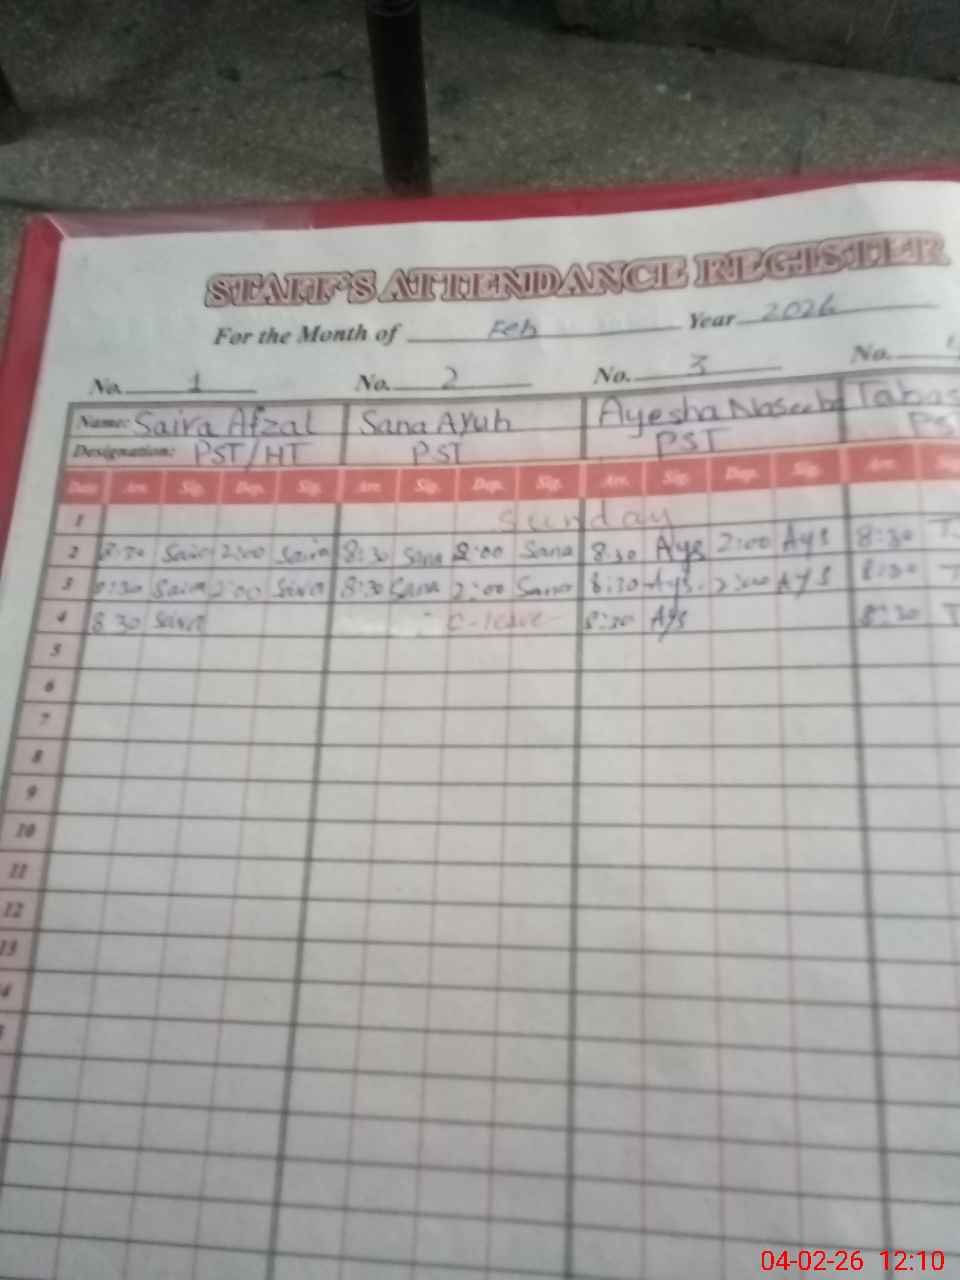 STAFF'S ATTENDANCE REGISTER
For the Month of Feb Year 2026
No. 1 No. 2 No. 3 No.
Name: Saira Afzal Sana Ayub Ayesha Naseeb Tabas
Designation: PST/HT PST PST PS
Date Arr. Sig. Dep. Sig. Arr. Sig. Dep. Sig. Arr. Sig. Dep. Sig. Arr. Sig.
1 Sunday
2 8:30 Saira 2:00 Saira 8:30 Sana 2:00 Sana 8:30 Ays 2:00 Ays 8:30 T
3 8:30 Saira 2:00 Saira 8:30 Sana 2:00 Sana 8:30 Ays 2:00 Ays 8:30 T
4 8:30 Saira C-leave 8:30 Ays 8:30 T
5
6
7
8
9
10
11
12
13
4
04-02-26 12:10